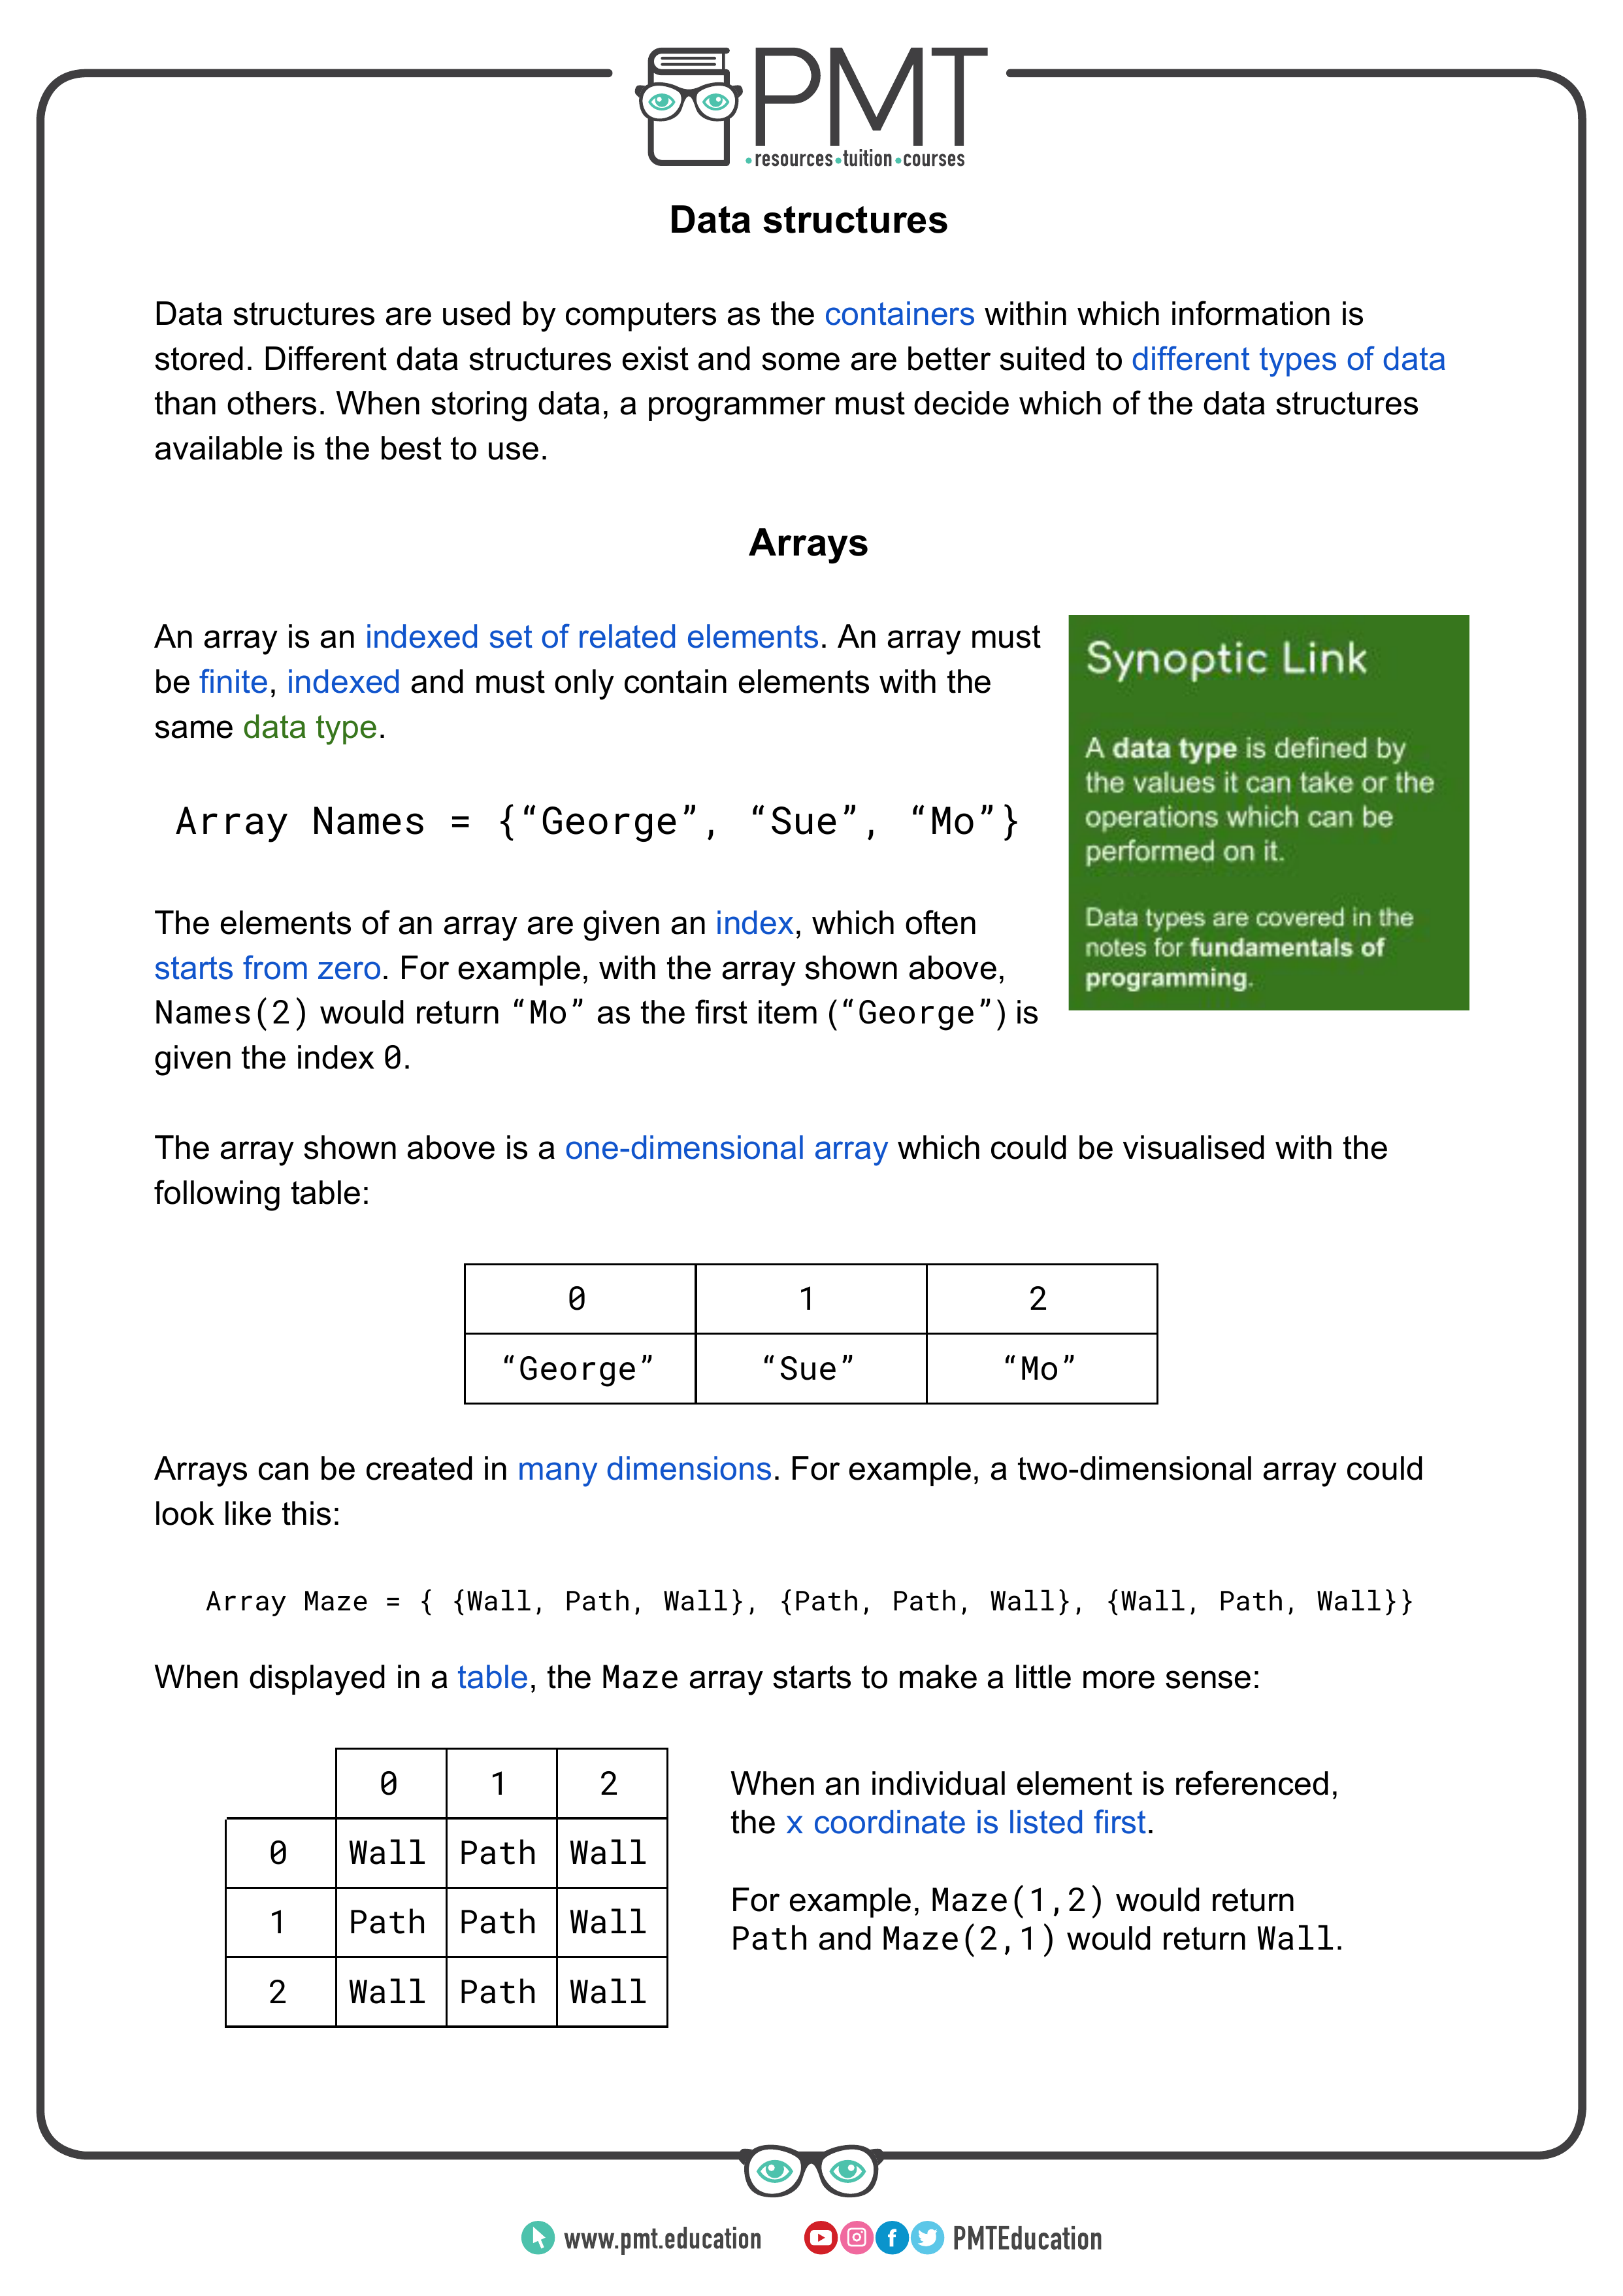 PMT
•resources•tuition•courses
Data structures
Data structures are used by computers as the containers within which information is
stored. Different data structures exist and some are better suited to different types of data
than others. When storing data, a programmer must decide which of the data structures
available is the best to use.
Arrays
An array is an indexed set of related elements. An array must
be finite, indexed and must only contain elements with the
same data type.
Array Names = {“George”, “Sue”, “Mo”}
The elements of an array are given an index, which often
starts from zero. For example, with the array shown above,
Names(2) would return “Mo” as the first item (“George”) is
given the index 0.
Synoptic Link
A data type is defined by
the values it can take or the
operations which can be
performed on it.
Data types are covered in the
notes for fundamentals of
programming.
The array shown above is a one-dimensional array which could be visualised with the
following table:
0 1 2
“George” “Sue” “Mo”
Arrays can be created in many dimensions. For example, a two-dimensional array could
look like this:
Array Maze = { {Wall, Path, Wall}, {Path, Path, Wall}, {Wall, Path, Wall}}
When displayed in a table, the Maze array starts to make a little more sense:
0 1 2
0 Wall Path Wall
1 Path Path Wall
2 Wall Path Wall
When an individual element is referenced,
the x coordinate is listed first.
For example, Maze(1,2) would return
Path and Maze(2,1) would return Wall.
www.pmt.education PMTEducation